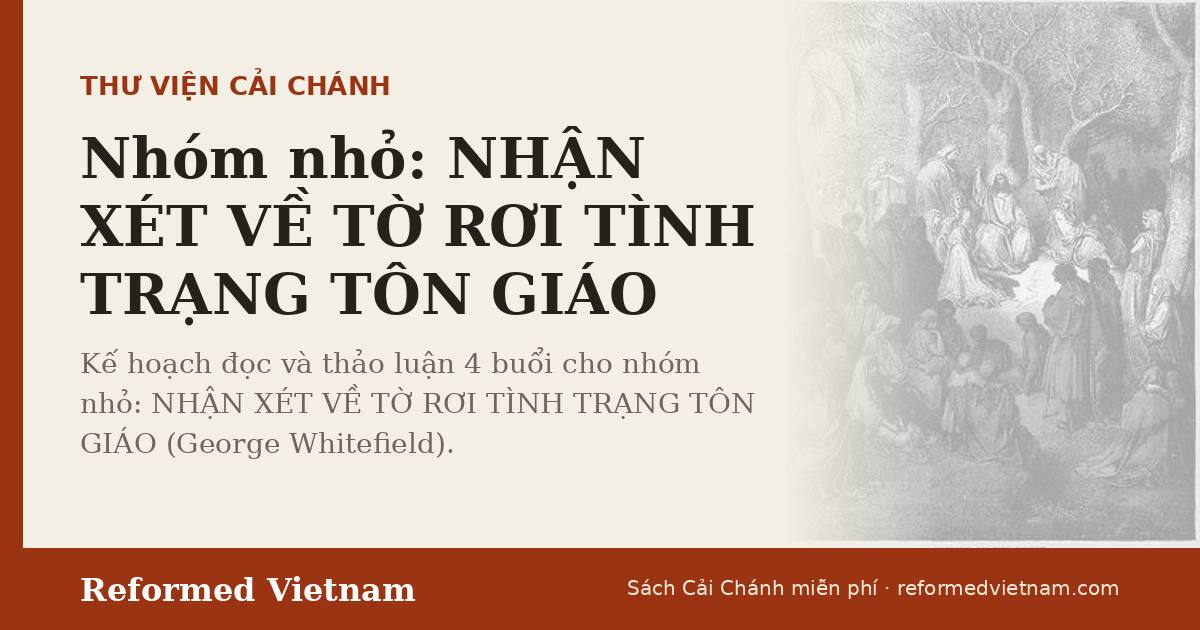 THƯ VIỆN CẢI CHÁNH
Nhóm nhỏ: NHẬN
XÉT VỀ TỜ RƠI TÌNH
TRẠNG TÔN GIÁO
Kế hoạch đọc và thảo luận 4 buổi cho nhóm
nhỏ: NHẬN XÉT VỀ TỜ RƠI TÌNH TRẠNG TÔN
GIÁO (George Whitefield).
Reformed Vietnam
Sách Cải Chánh miễn phí · reformedvietnam.com